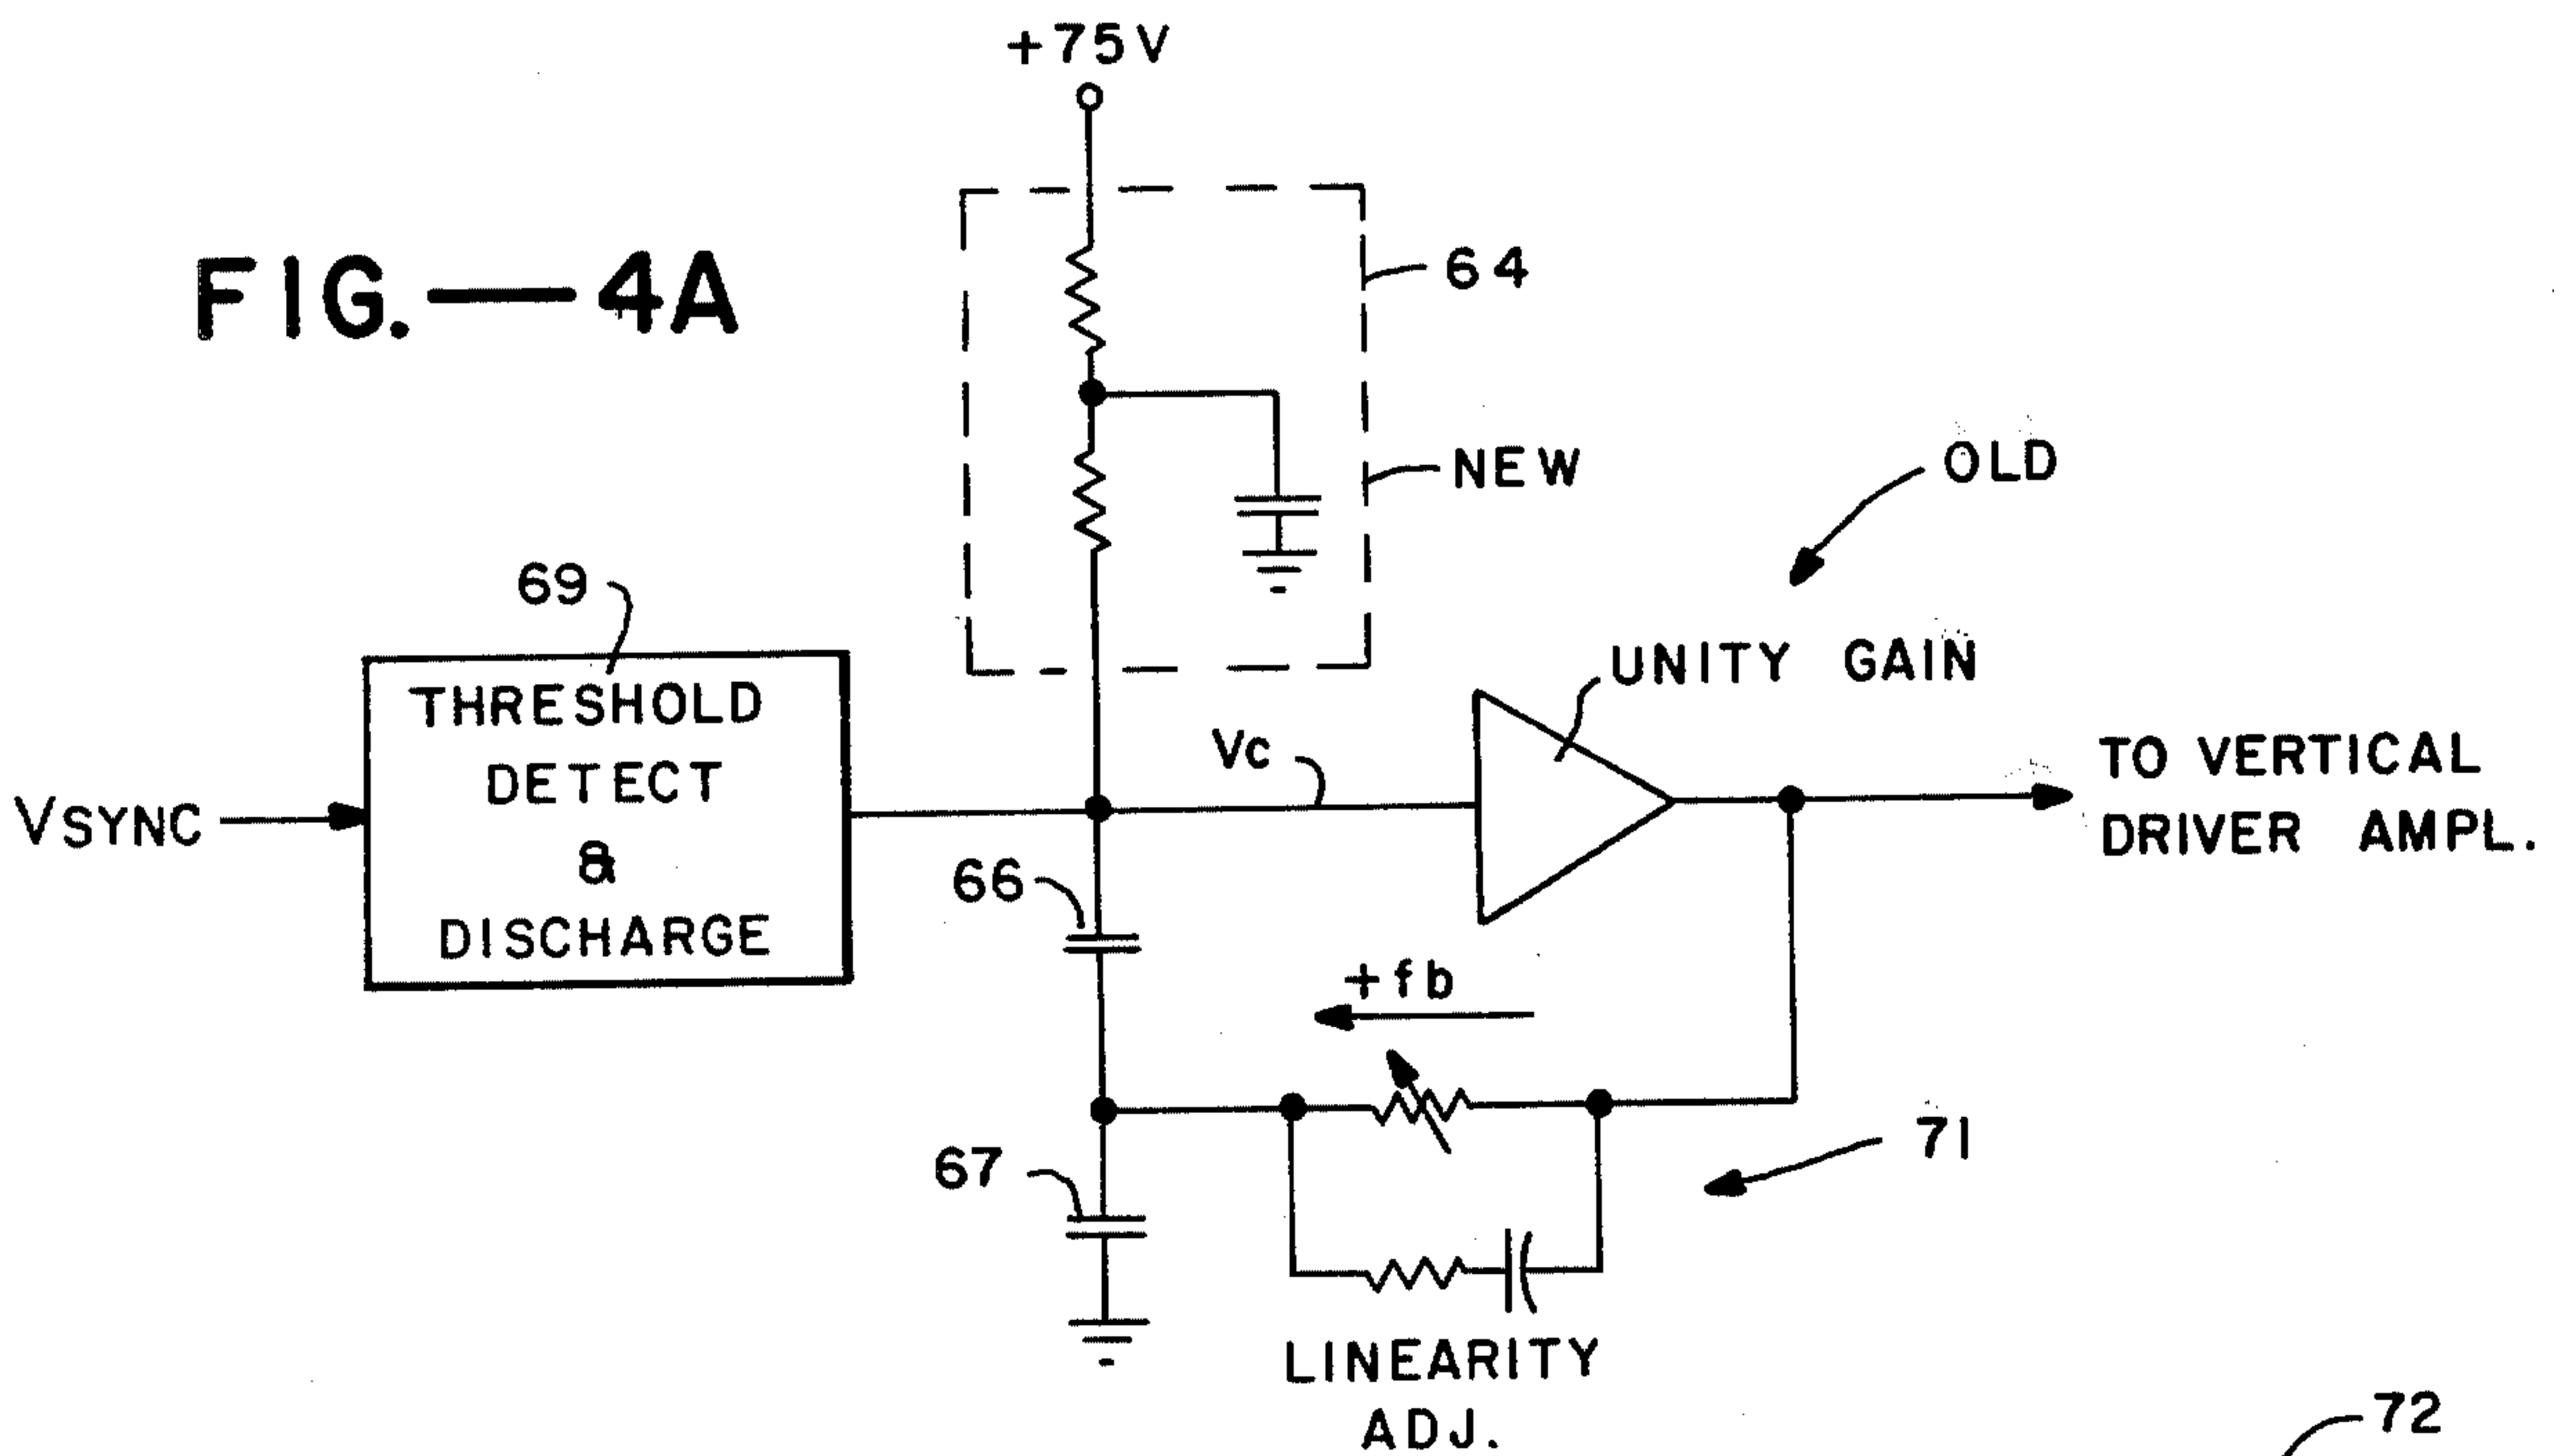 +75V
FIG.—4A
64
NEW
OLD
69
THRESHOLD
DETECT
&
DISCHARGE
UNITY GAIN
Vc
VSYNC
TO VERTICAL
DRIVER AMPL.
66
+fb
67
71
LINEARITY
ADJ.
72